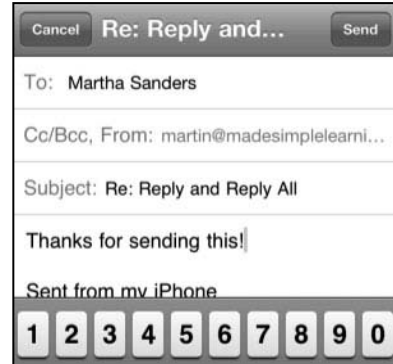 Cancel Re: Reply and... Send
To: Martha Sanders
Cc/Bcc, From: martin@madesimplelearni...
Subject: Re: Reply and Reply All
Thanks for sending this!
Sent from my iPhone
1 2 3 4 5 6 7 8 9 0